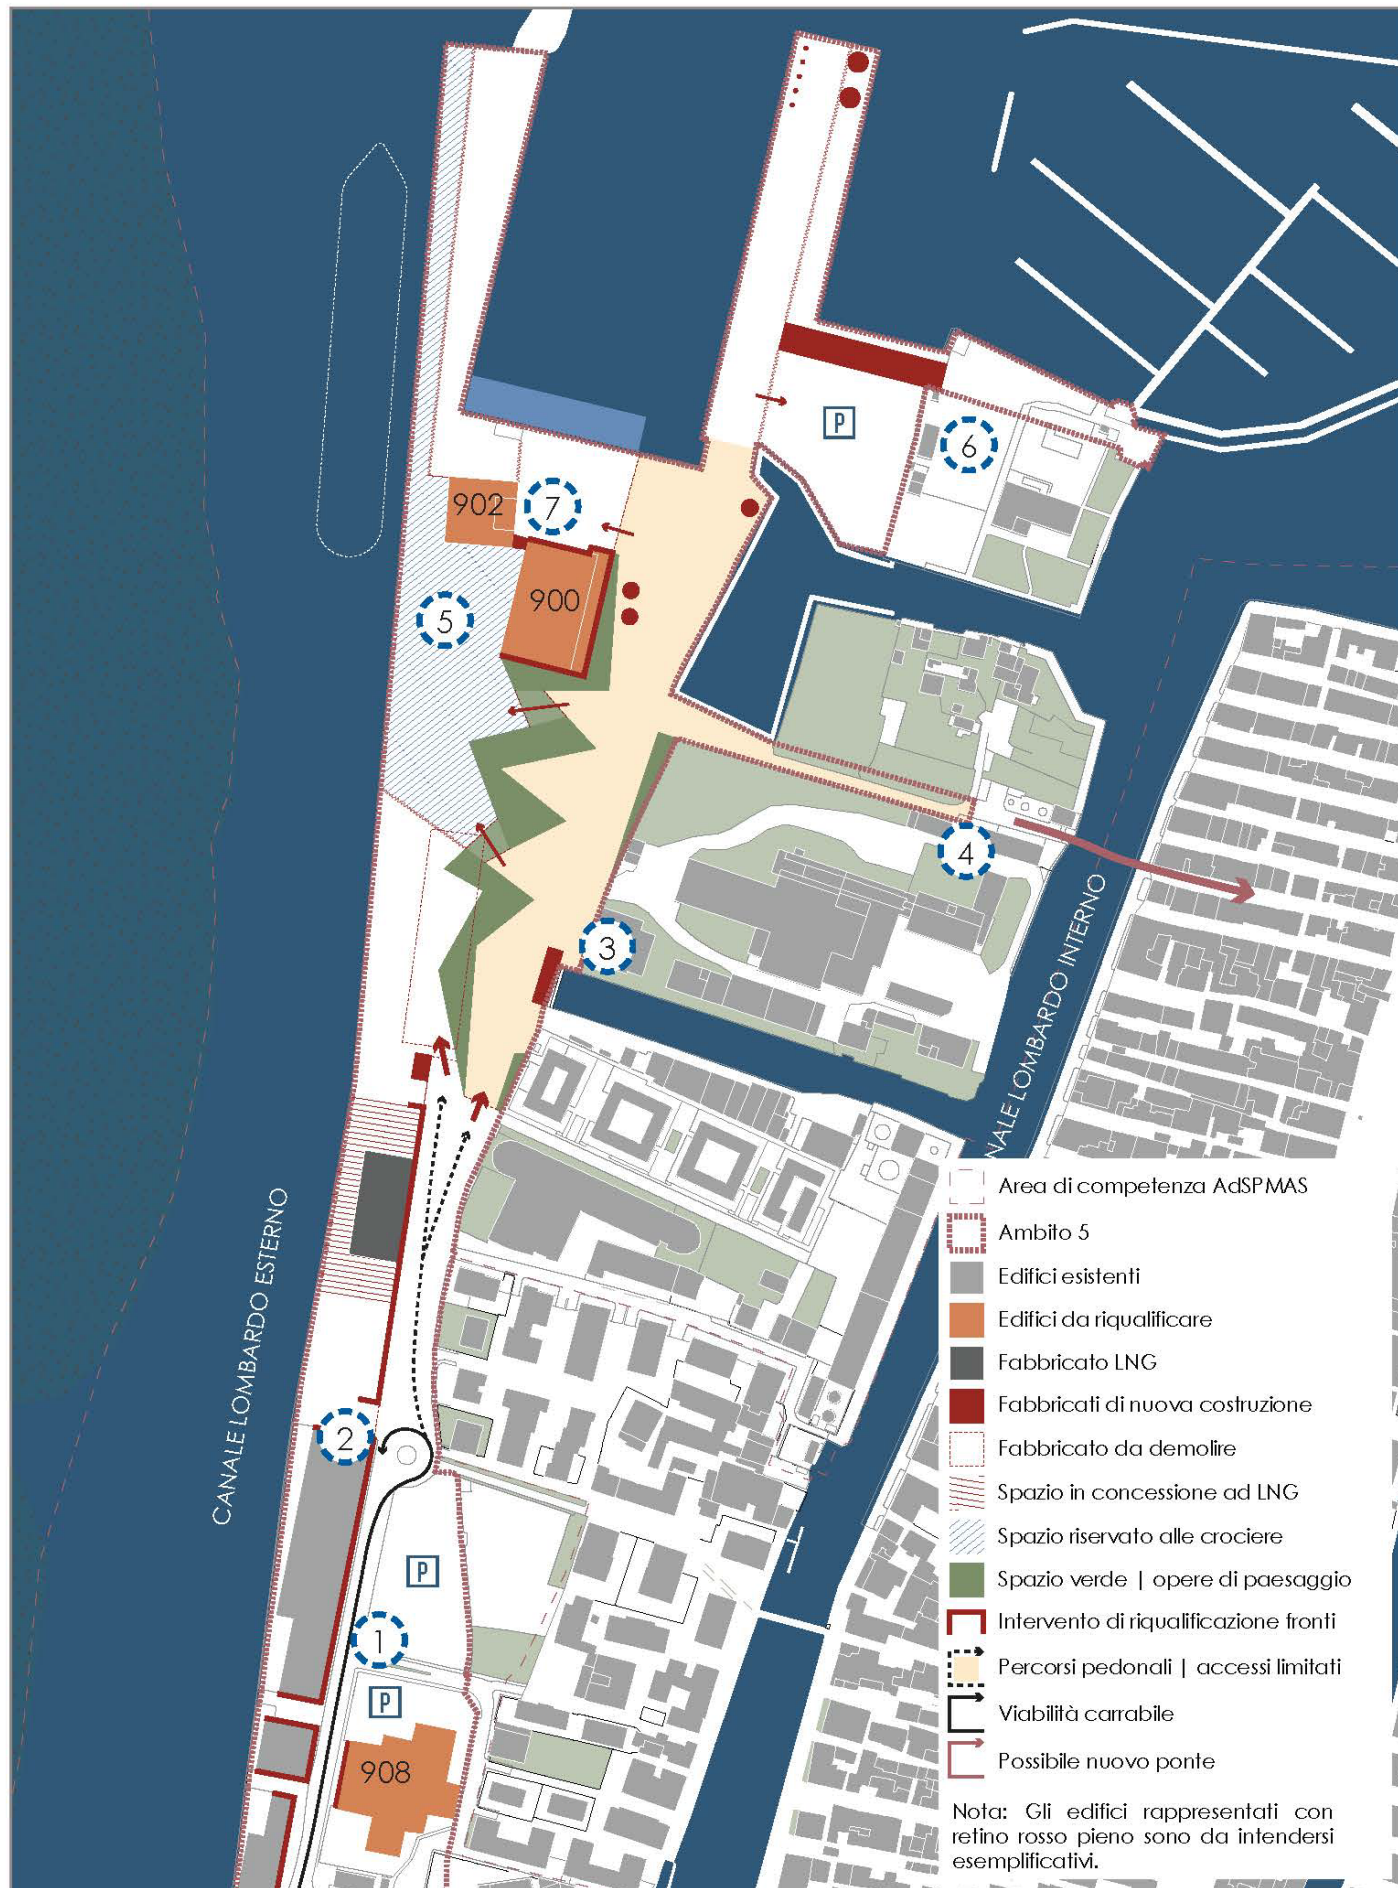 P
6
902
7
900
5
4
3
CANALE LOMBARDO INTERNO
CANALE LOMBARDO ESTERNO
2
P
1
P
908
Area di competenza AdSPMAS
Ambito 5
Edifici esistenti
Edifici da riqualificare
Fabbricato LNG
Fabbricati di nuova costruzione
Fabbricato da demolire
Spazio in concessione ad LNG
Spazio riservato alle crociere
Spazio verde | opere di paesaggio
Intervento di riqualificazione fronti
Percorsi pedonali | accessi limitati
Viabilità carrabile
Possibile nuovo ponte
Nota: Gli edifici rappresentati con
retino rosso pieno sono da intendersi
esemplificativi.